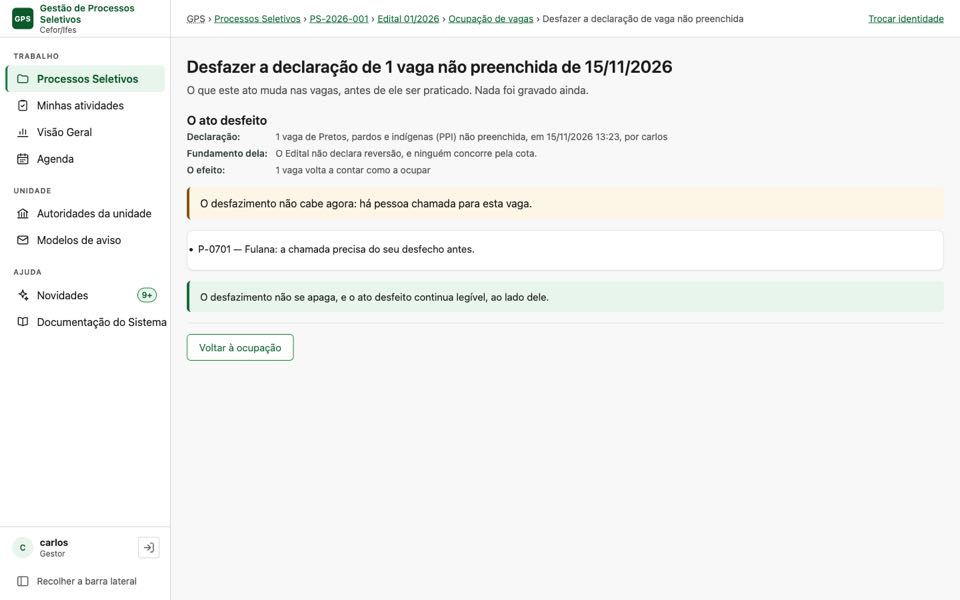 GPS
Gestão de Processos
Seletivos
Cefor/Ifes
GPS › Processos Seletivos › PS-2026-001 › Edital 01/2026 › Ocupação de vagas › Desfazer a declaração de vaga não preenchida
Trocar identidade
TRABALHO
Processos Seletivos
Minhas atividades
Visão Geral
Agenda
UNIDADE
Autoridades da unidade
Modelos de aviso
AJUDA
Novidades 9+
Documentação do Sistema
Desfazer a declaração de 1 vaga não preenchida de 15/11/2026
O que este ato muda nas vagas, antes de ele ser praticado. Nada foi gravado ainda.
O ato desfeito
Declaração: 1 vaga de Pretos, pardos e indígenas (PPI) não preenchida, em 15/11/2026 13:23, por carlos
Fundamento dela: O Edital não declara reversão, e ninguém concorre pela cota.
O efeito: 1 vaga volta a contar como a ocupar
O desfazimento não cabe agora: há pessoa chamada para esta vaga.
• P-0701 — Fulana: a chamada precisa do seu desfecho antes.
O desfazimento não se apaga, e o ato desfeito continua legível, ao lado dele.
Voltar à ocupação
C
carlos
Gestor
Recolher a barra lateral